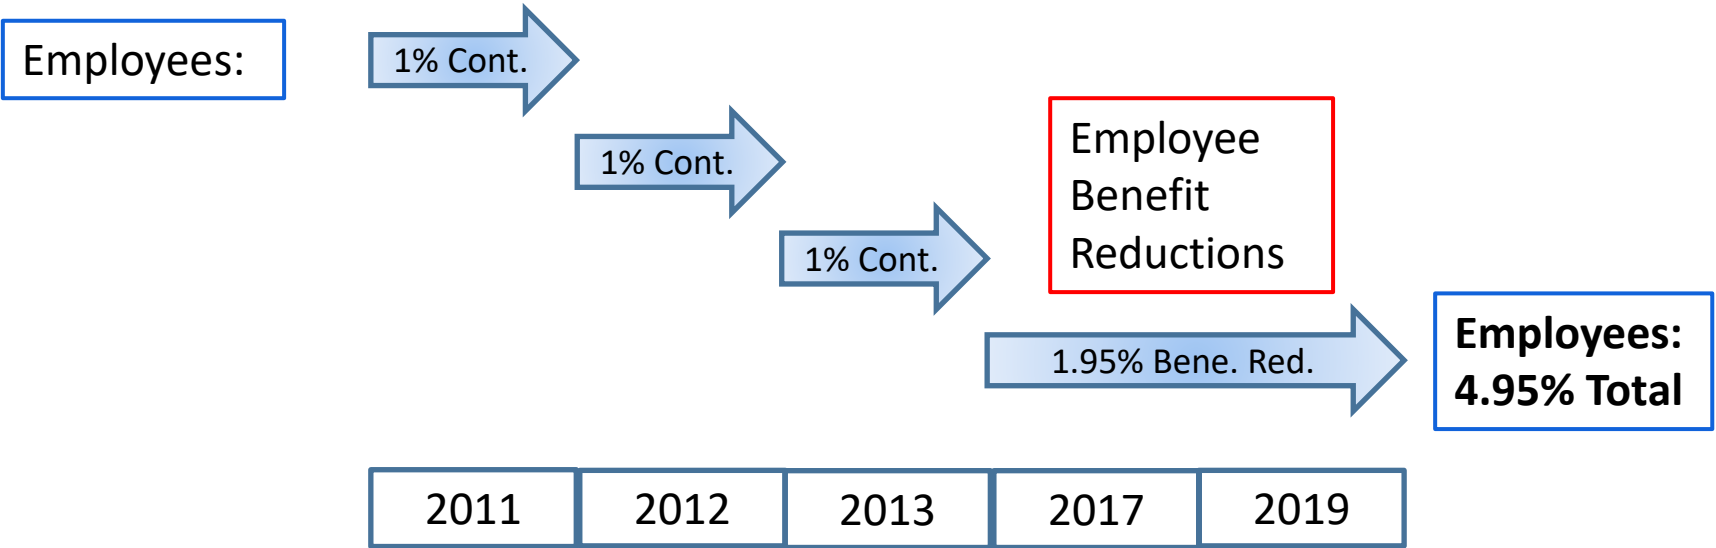 Employees:
1% Cont.
1% Cont.
1% Cont.
Employee
Benefit
Reductions
1.95% Bene. Red.
Employees:
4.95% Total
2011
2012
2013
2017
2019